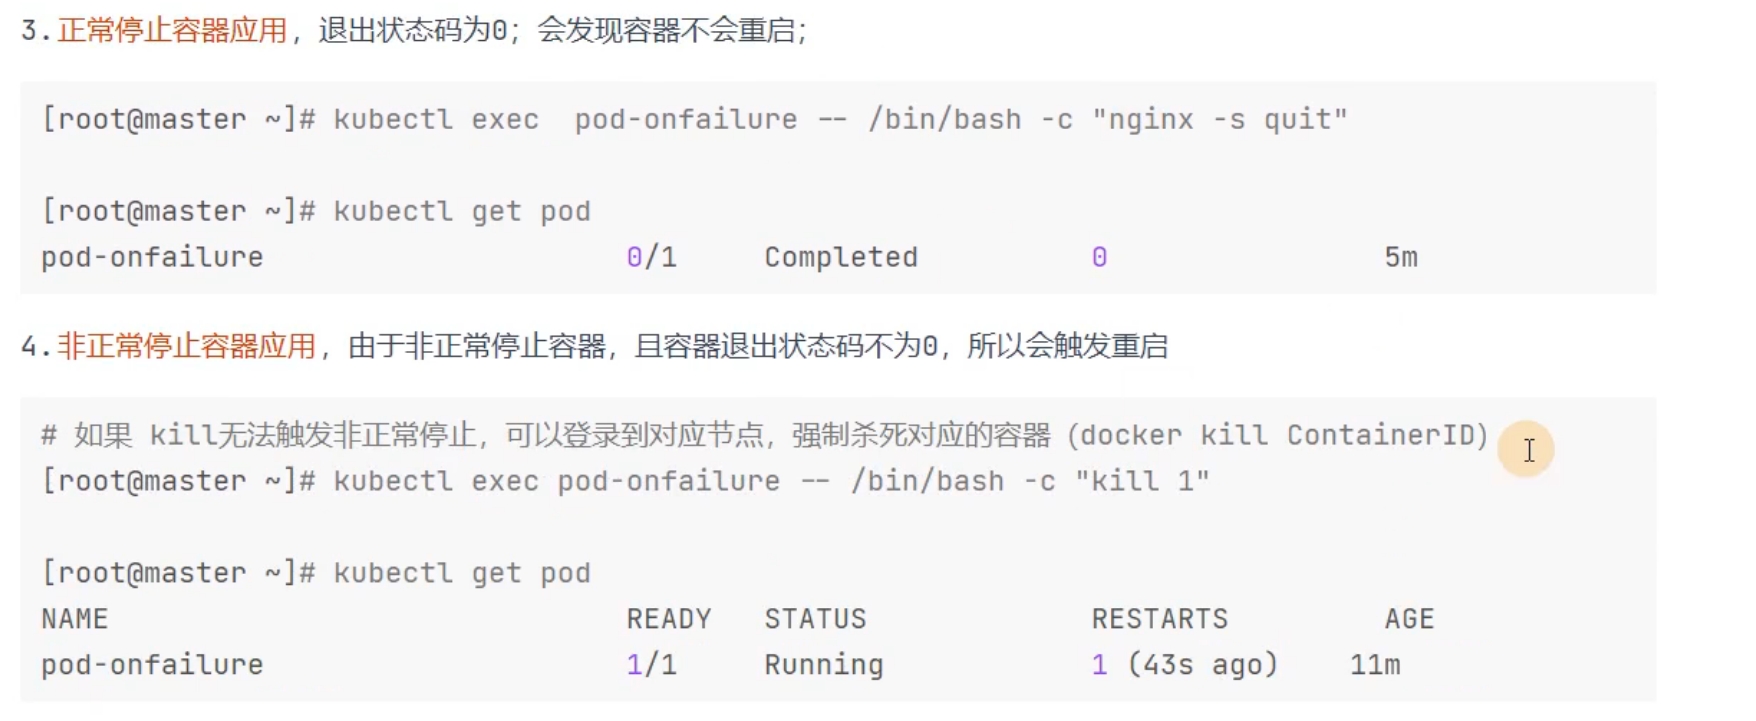 3.正常停止容器应用，退出状态码为0；会发现容器不会重启；
[root@master ~]# kubectl exec  pod-onfailure -- /bin/bash -c "nginx -s quit"
[root@master ~]# kubectl get pod
pod-onfailure 0/1 Completed 0 5m
4.非正常停止容器应用，由于非正常停止容器，且容器退出状态码不为0，所以会触发重启
# 如果 kill无法触发非正常停止，可以登录到对应节点，强制杀死对应的容器（docker kill ContainerID）
[root@master ~]# kubectl exec pod-onfailure -- /bin/bash -c "kill 1"
[root@master ~]# kubectl get pod
NAME READY STATUS RESTARTS AGE
pod-onfailure 1/1 Running 1 (43s ago) 11m